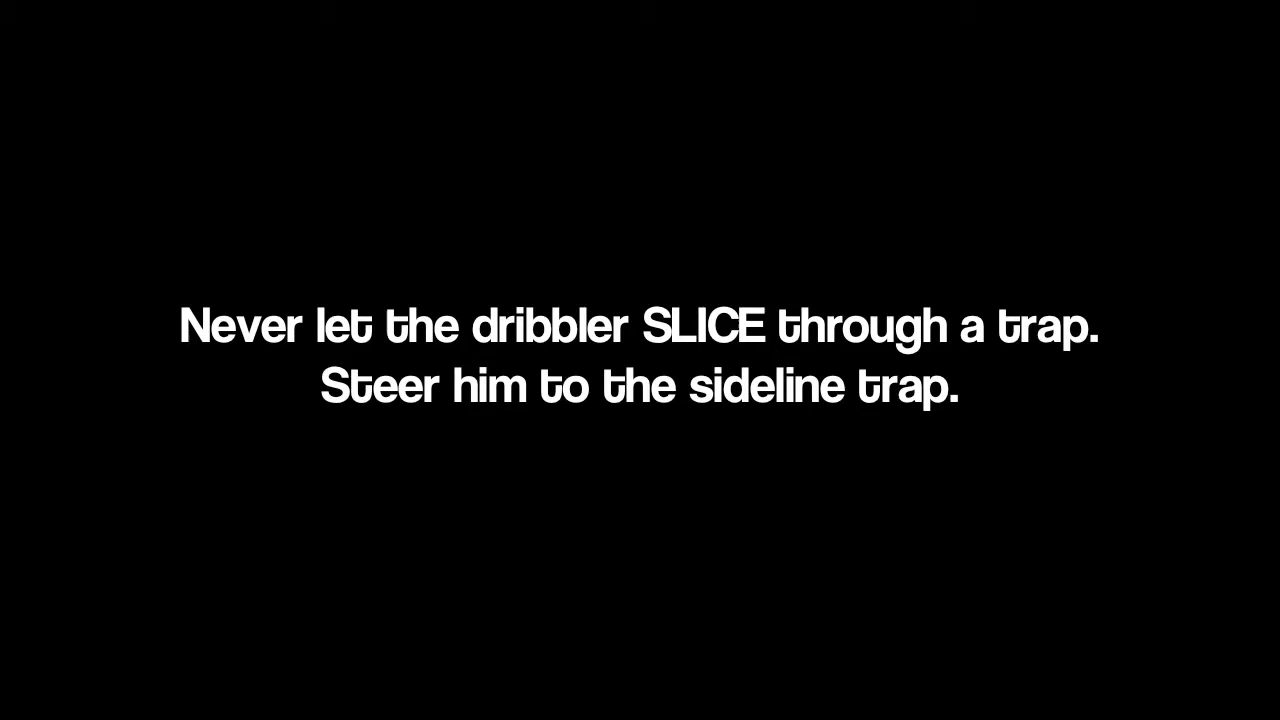 Never let the dribbler SLICE through a trap.
Steer him to the sideline trap.